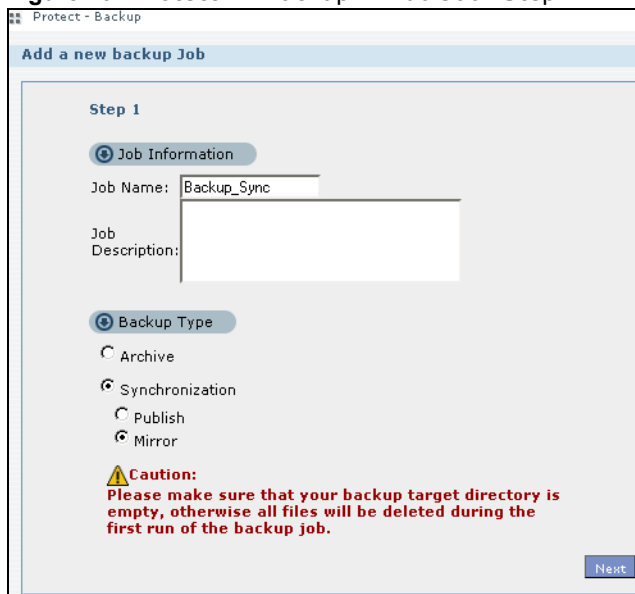 Protect - Backup
Add a new backup Job
Step 1
Job Information
Job Name: Backup_Sync
Job
Description:
Backup Type
Archive
Synchronization
Publish
Mirror
Caution:
Please make sure that your backup target directory is
empty, otherwise all files will be deleted during the
first run of the backup job.
Next